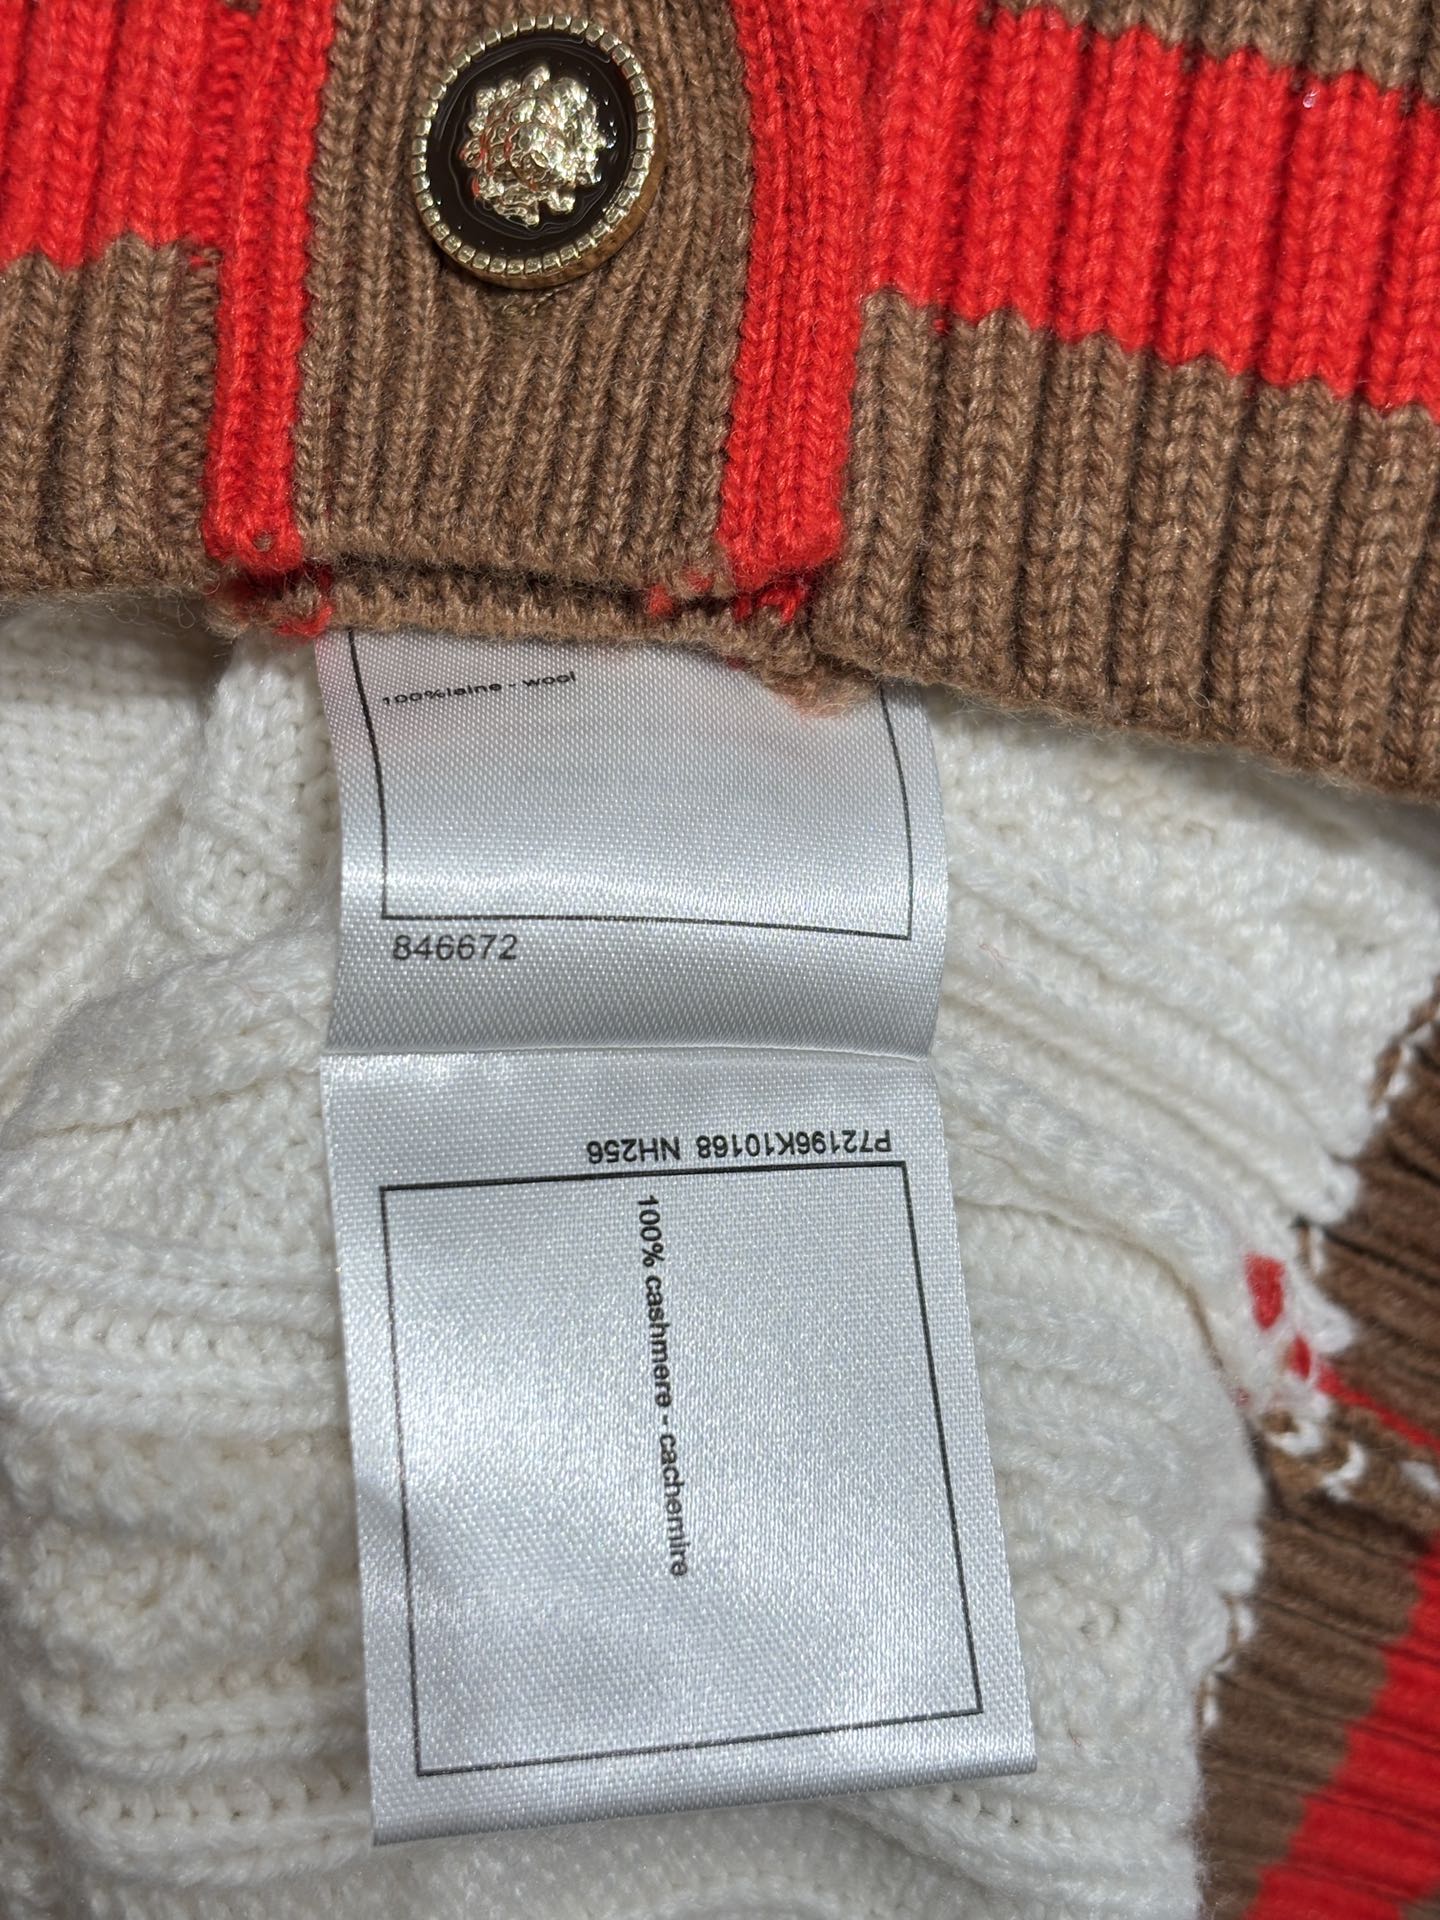 100%laine - wool
846672
P72196K10168 NH256
100% cashmere - cachemire